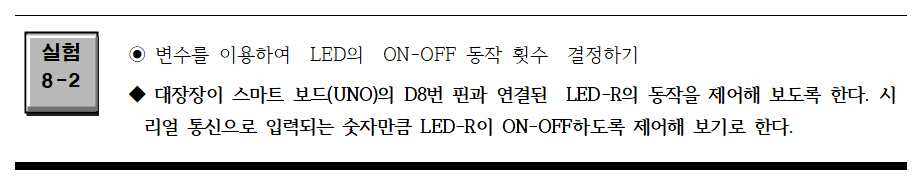 실험
8-2
◉ 변수를 이용하여 LED의 ON-OFF 동작 횟수 결정하기
◆ 대장장이 스마트 보드(UNO)의 D8번 핀과 연결된 LED-R의 동작을 제어해 보도록 한다. 시
리얼 통신으로 입력되는 숫자만큼 LED-R이 ON-OFF하도록 제어해 보기로 한다.